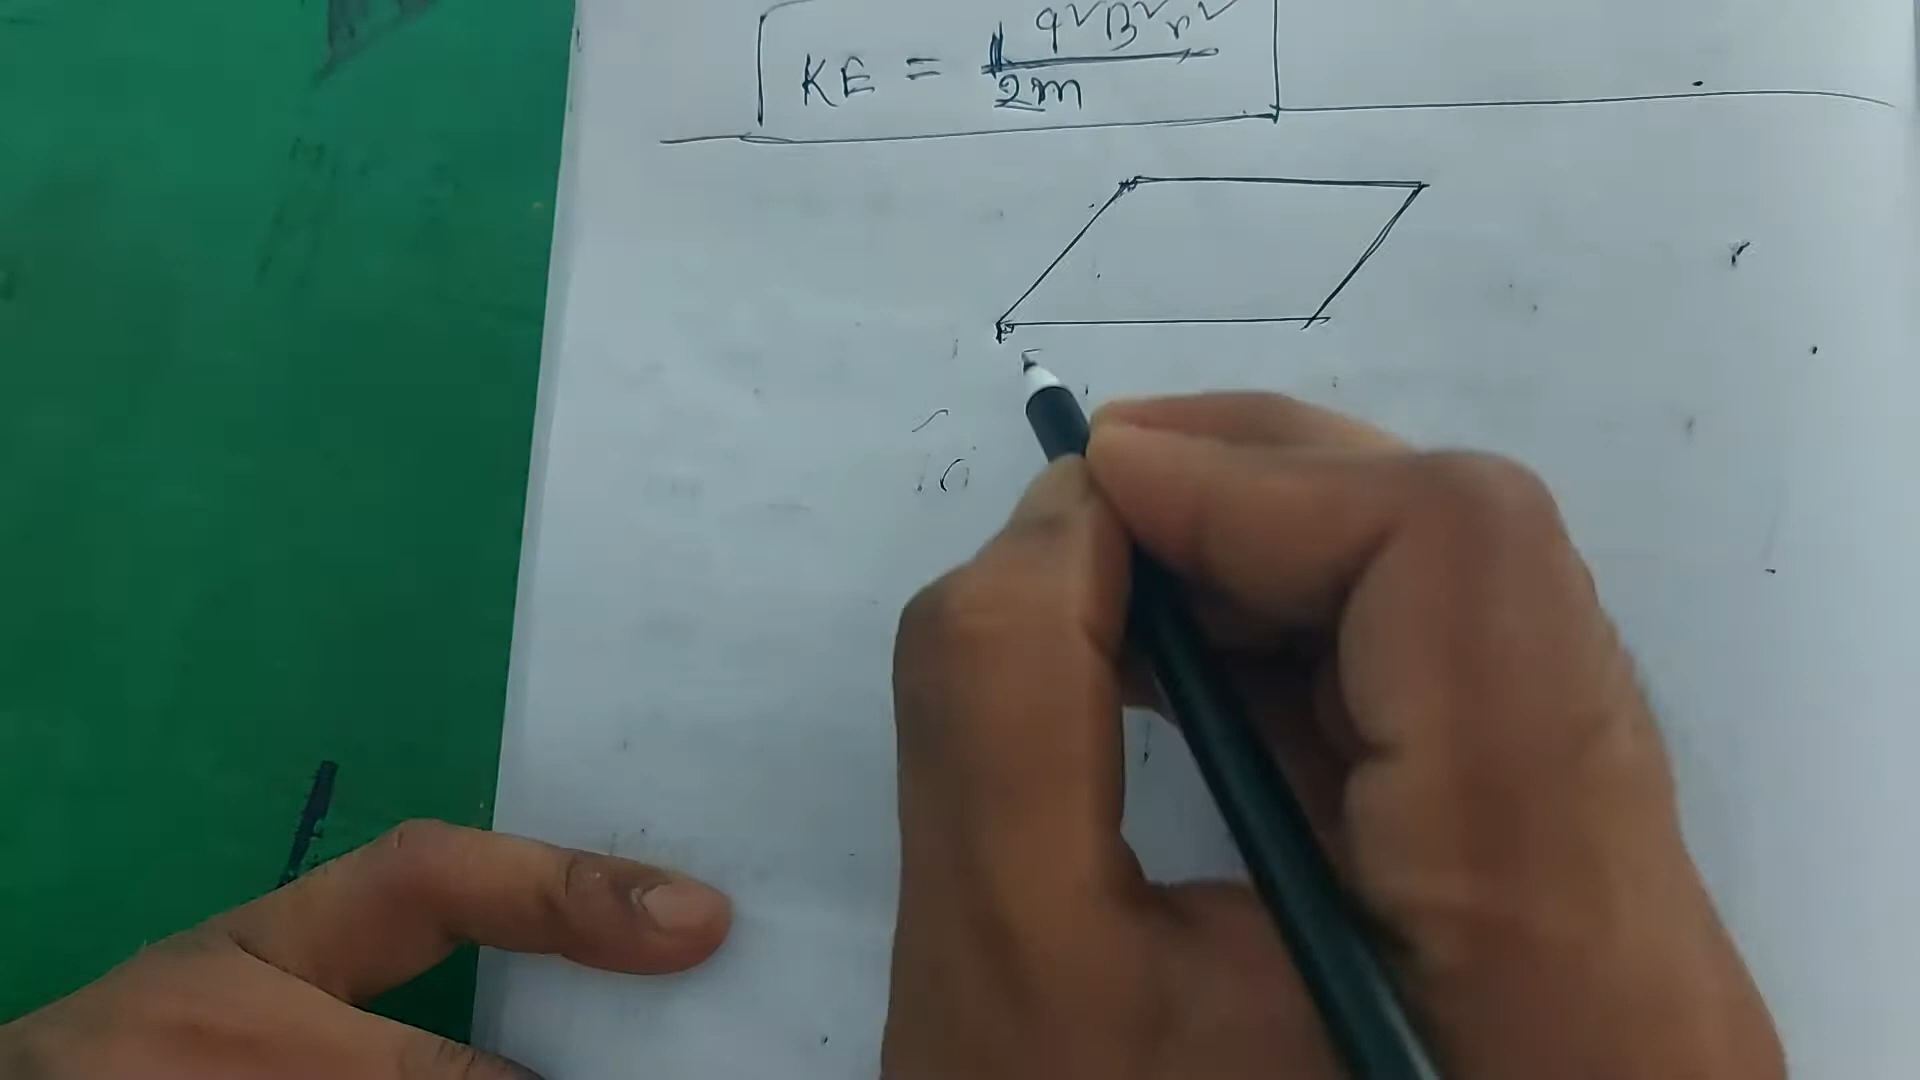 KE = q²B²r² / 2m
r